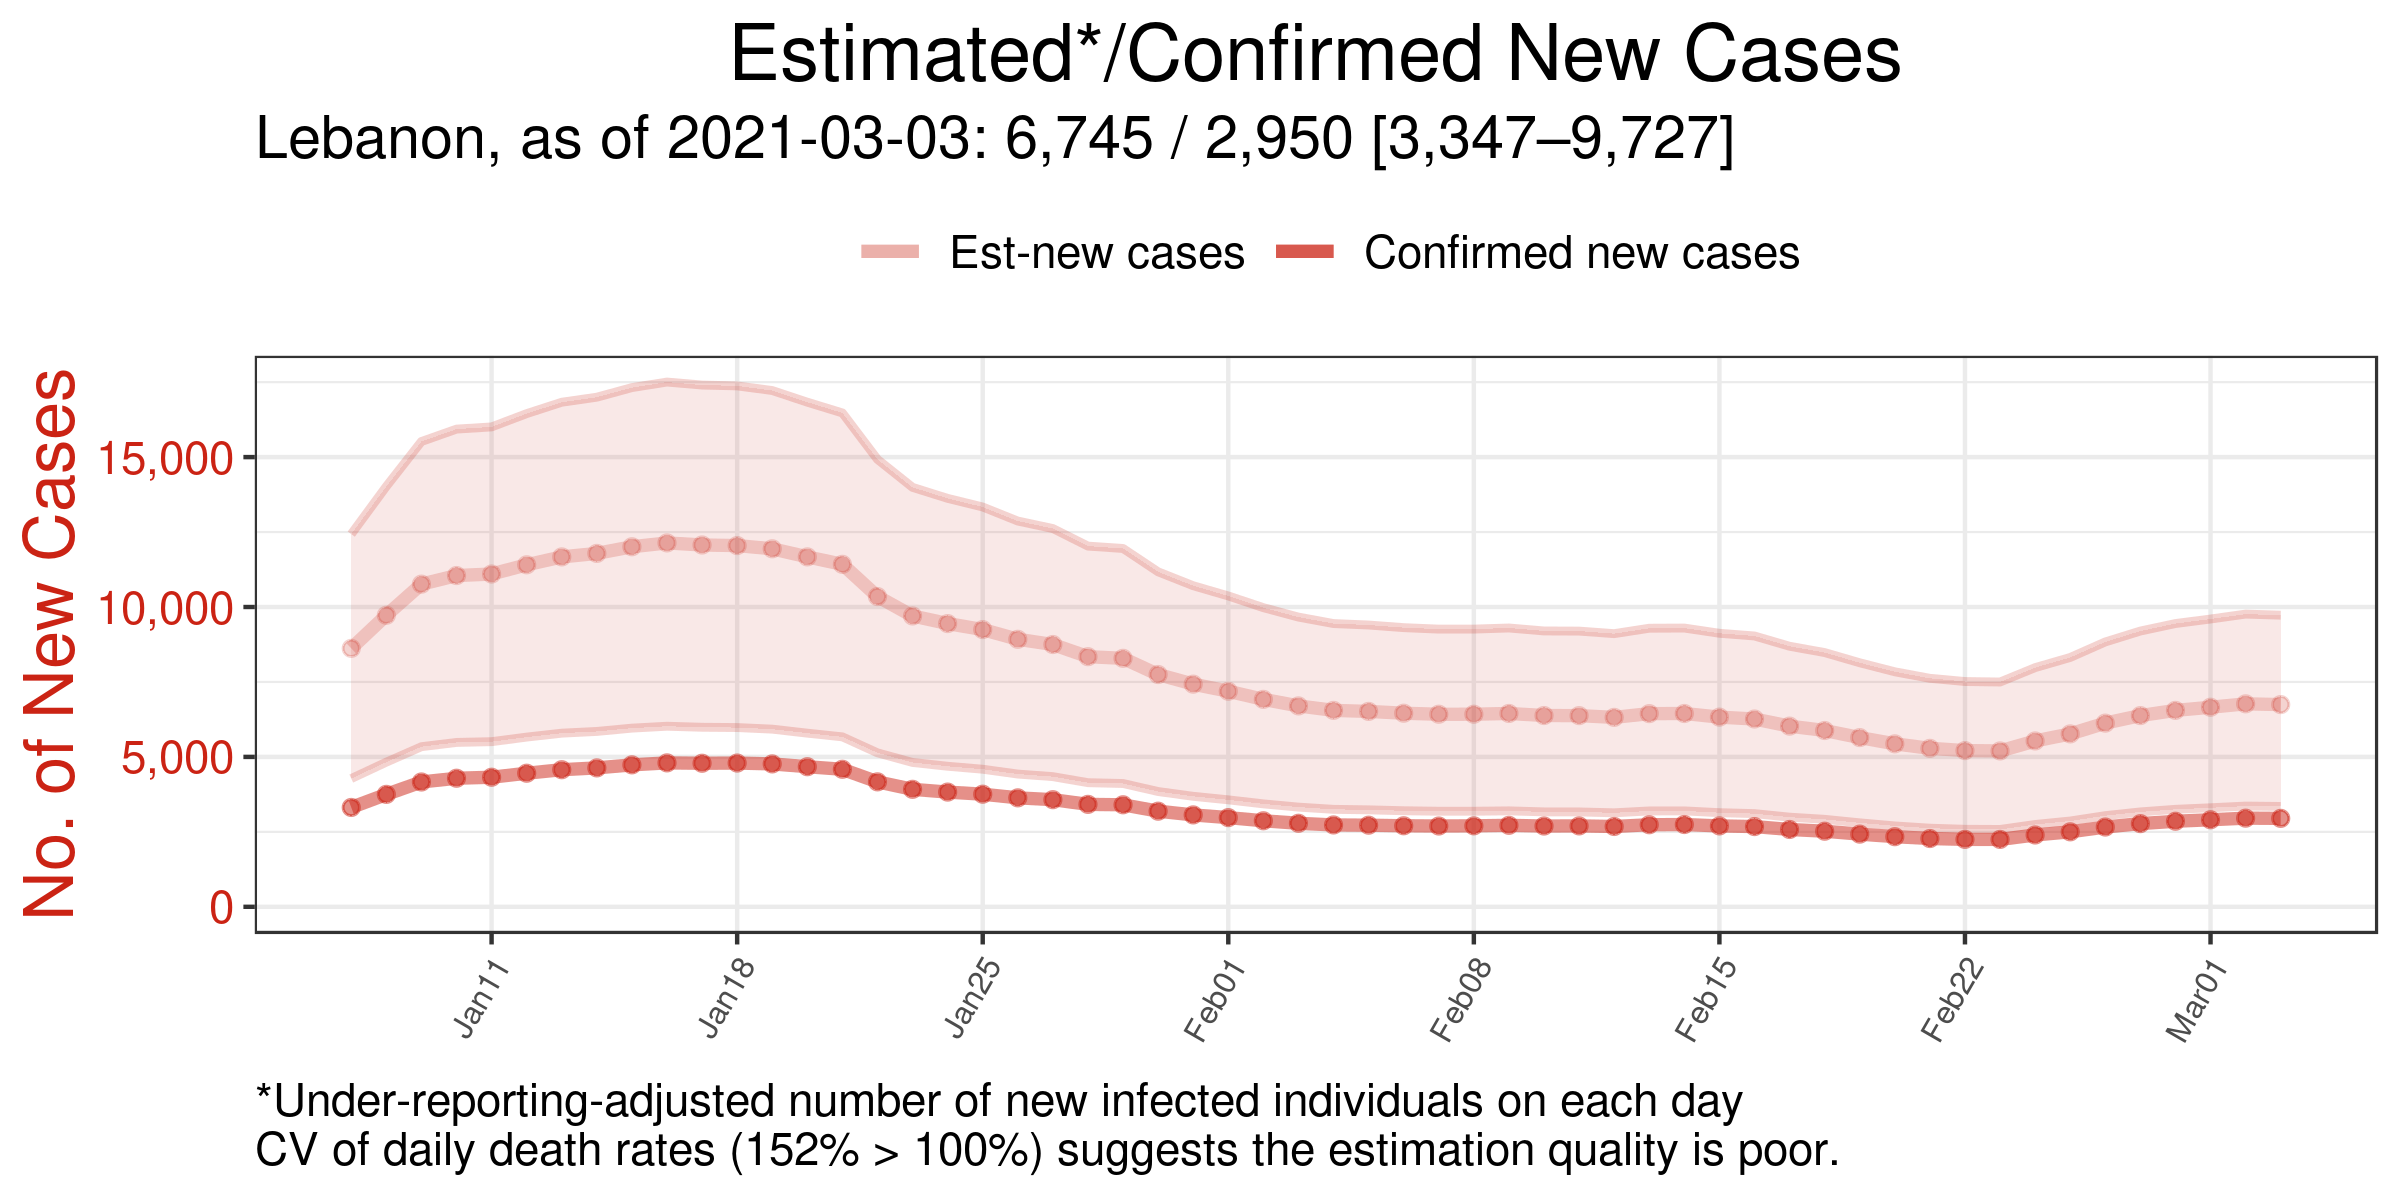 Estimated*/Confirmed New Cases
Lebanon, as of 2021-03-03: 6,745 / 2,950 [3,347–9,727]
Est-new cases
Confirmed new cases
No. of New Cases
15,000
10,000
5,000
0
Jan11
Jan18
Jan25
Feb01
Feb08
Feb15
Feb22
Mar01
*Under-reporting-adjusted number of new infected individuals on each day
CV of daily death rates (152% > 100%) suggests the estimation quality is poor.